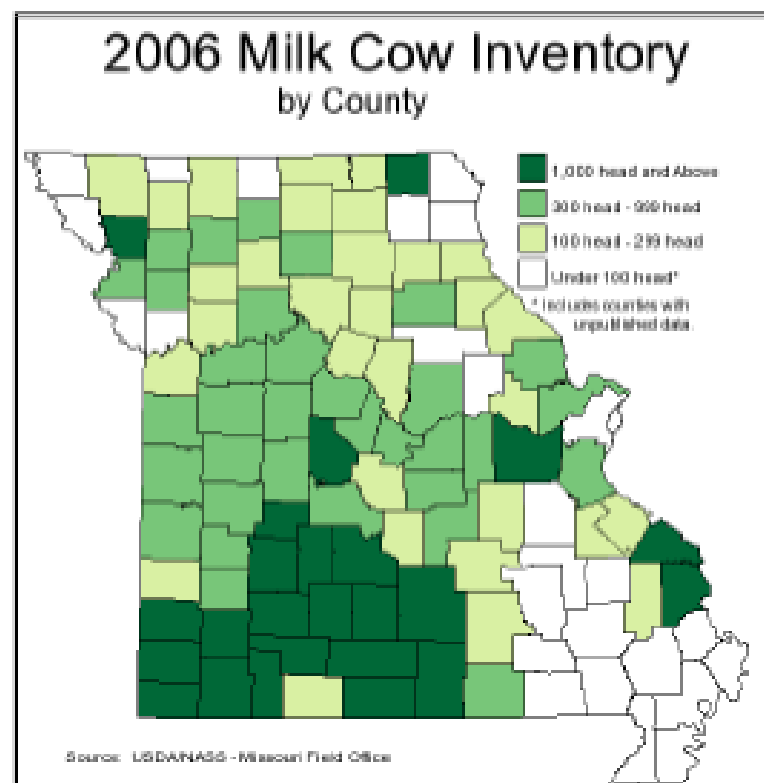 2006 Milk Cow Inventory
by County
1,000 head and Above
300 head - 999 head
100 head - 299 head
Under 100 head*
* Includes counties with
unpublished data.
Source: USDA/NASS - Missouri Field Office